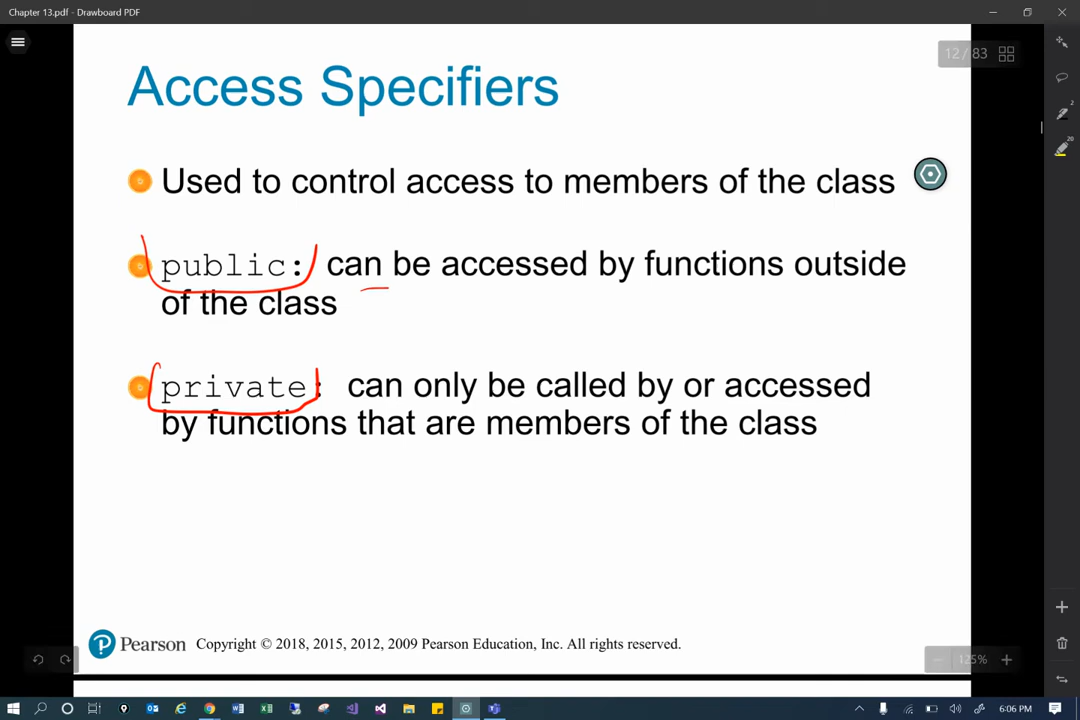 Chapter 13.pdf - Drawboard PDF
12 / 83
Access Specifiers
Used to control access to members of the class
public: can be accessed by functions outside
of the class
private: can only be called by or accessed
by functions that are members of the class
2
20
Pearson Copyright © 2018, 2015, 2012, 2009 Pearson Education, Inc. All rights reserved.
125%
6:06 PM